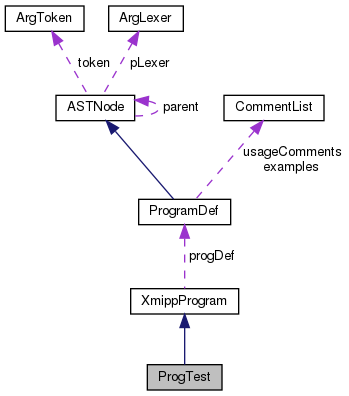 ArgToken
ArgLexer
token
pLexer
ASTNode
parent
CommentList
usageComments
examples
ProgramDef
progDef
XmippProgram
ProgTest